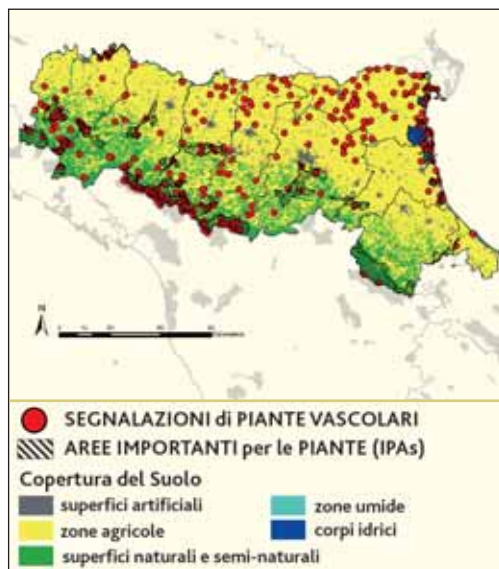 N
SEGNALAZIONI di PIANTE VASCOLARI
AREE IMPORTANTI per le PIANTE (IPAs)
Copertura del Suolo
superfici artificiali
zone umide
zone agricole
corpi idrici
superfici naturali e semi-naturali